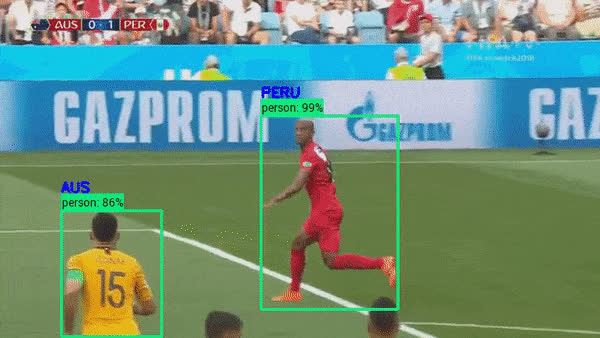 AUS 0 1 PER
PERU
person: 99%
GAZPROM
GAZPROM
GAZ
AUS
person: 86%
15